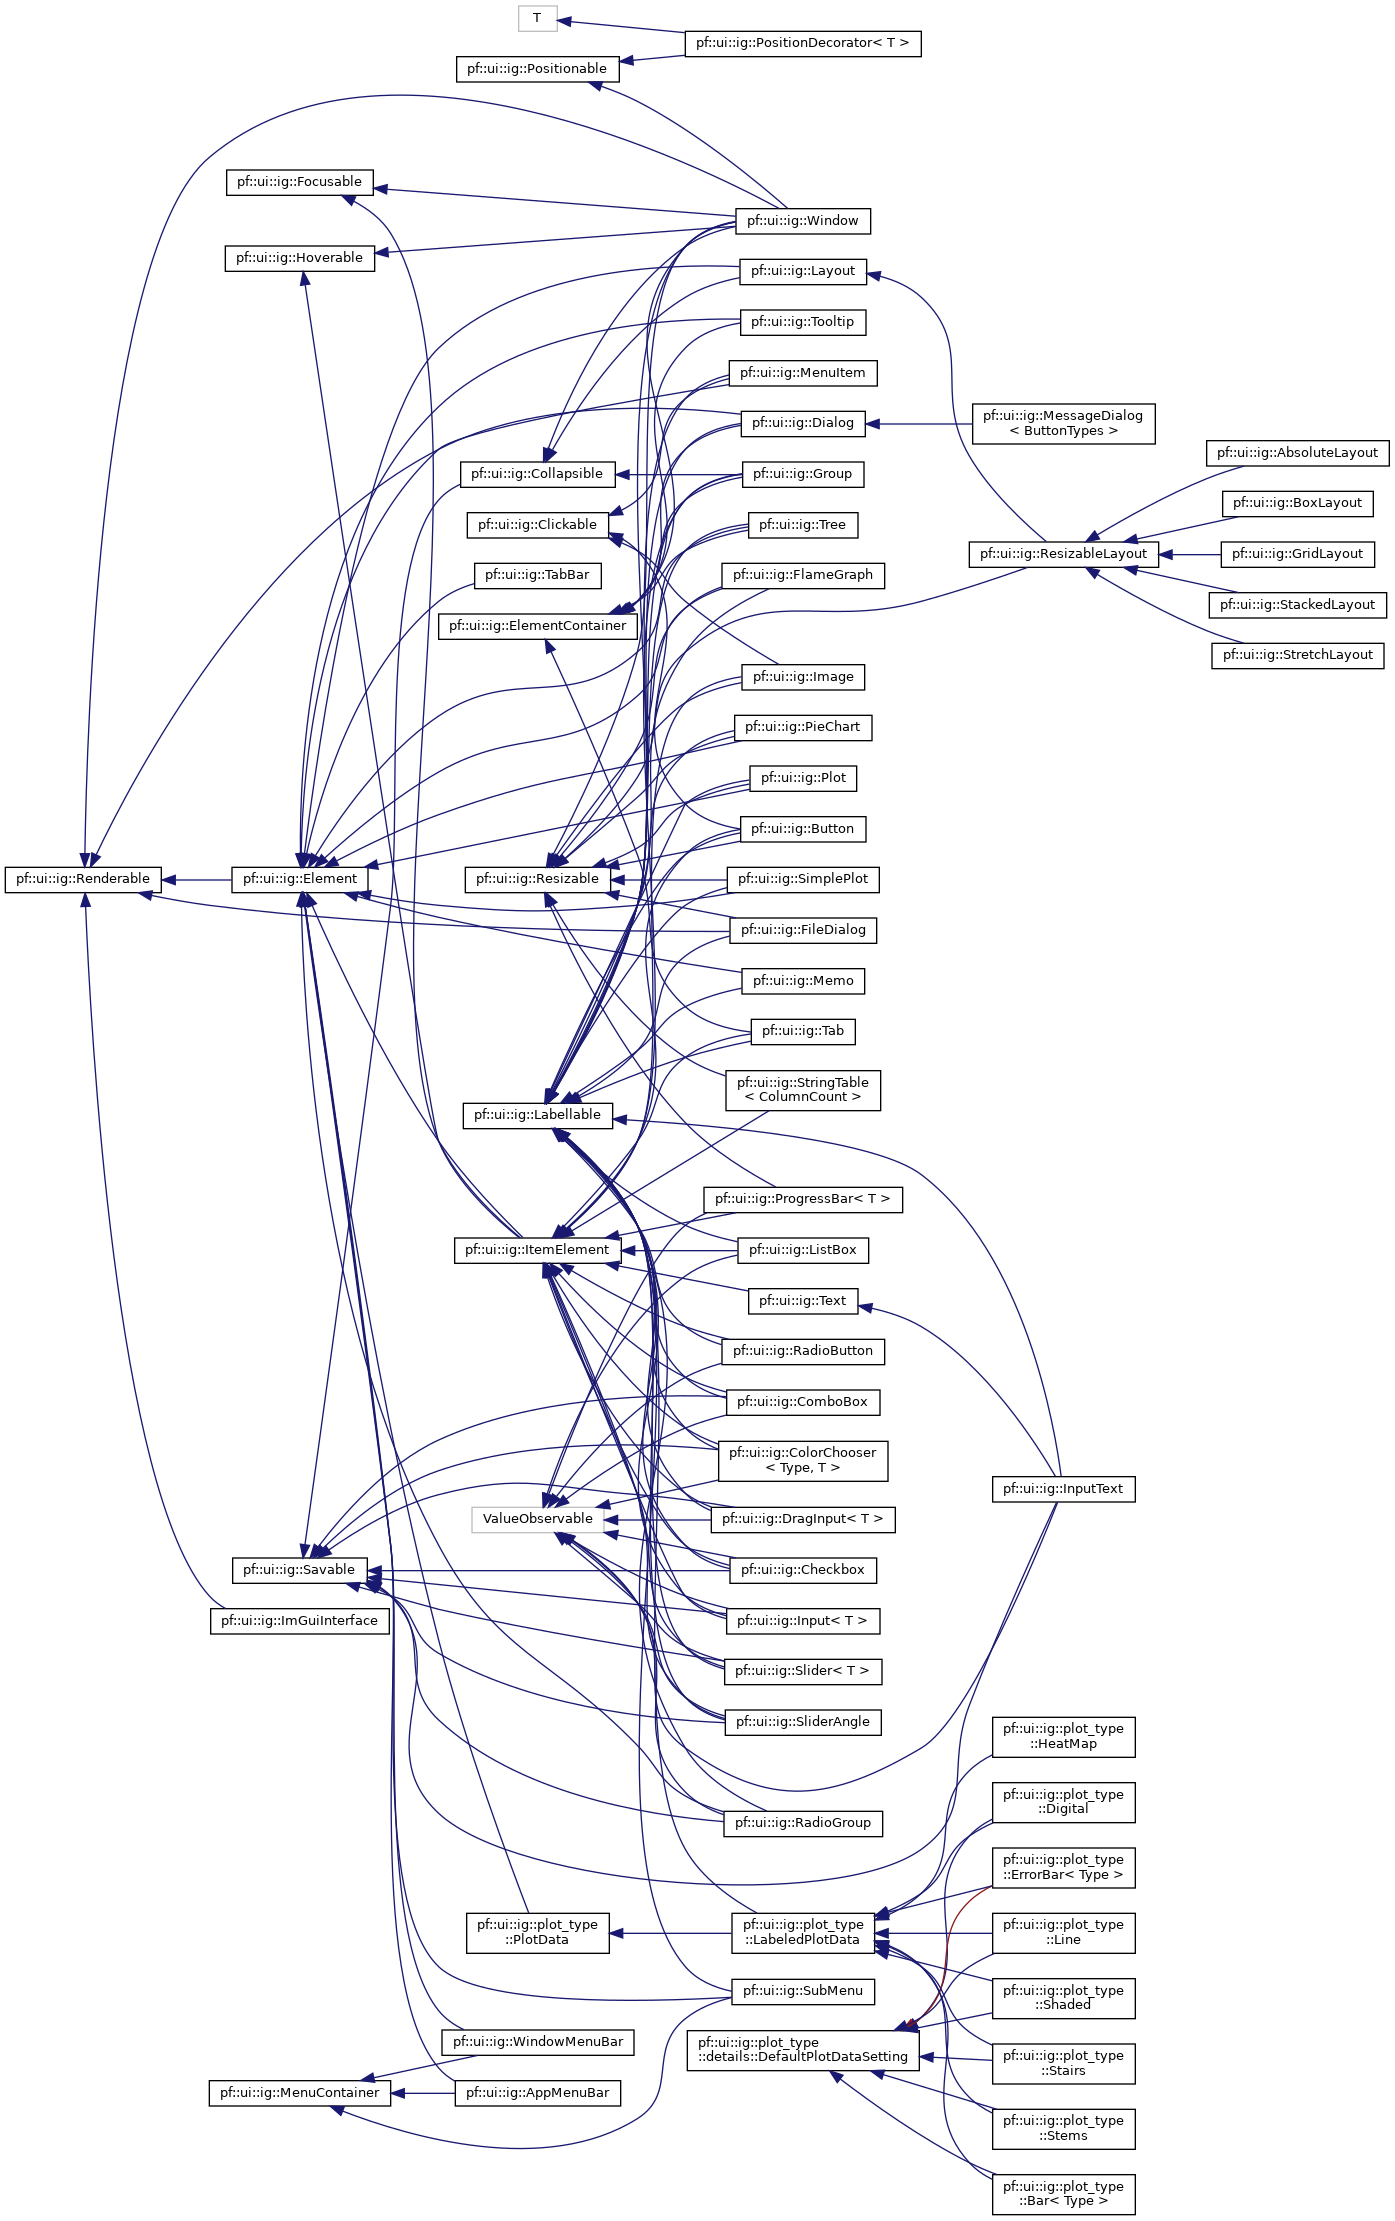 T
pf::ui::ig::PositionDecorator< T >
pf::ui::ig::Positionable
pf::ui::ig::Focusable
pf::ui::ig::Window
pf::ui::ig::Hoverable
pf::ui::ig::Layout
pf::ui::ig::Tooltip
pf::ui::ig::MenuItem
pf::ui::ig::Dialog
pf::ui::ig::MessageDialog
< ButtonTypes >
pf::ui::ig::AbsoluteLayout
pf::ui::ig::Collapsible
pf::ui::ig::Group
pf::ui::ig::BoxLayout
pf::ui::ig::Clickable
pf::ui::ig::Tree
pf::ui::ig::ResizableLayout
pf::ui::ig::GridLayout
pf::ui::ig::TabBar
pf::ui::ig::FlameGraph
pf::ui::ig::StackedLayout
pf::ui::ig::ElementContainer
pf::ui::ig::StretchLayout
pf::ui::ig::Image
pf::ui::ig::PieChart
pf::ui::ig::Plot
pf::ui::ig::Button
pf::ui::ig::Renderable
pf::ui::ig::Element
pf::ui::ig::Resizable
pf::ui::ig::SimplePlot
pf::ui::ig::FileDialog
pf::ui::ig::Memo
pf::ui::ig::Tab
pf::ui::ig::StringTable
< ColumnCount >
pf::ui::ig::Labellable
pf::ui::ig::ProgressBar< T >
pf::ui::ig::ItemElement
pf::ui::ig::ListBox
pf::ui::ig::Text
pf::ui::ig::RadioButton
pf::ui::ig::ComboBox
pf::ui::ig::ColorChooser
< Type, T >
pf::ui::ig::InputText
ValueObservable
pf::ui::ig::DragInput< T >
pf::ui::ig::Savable
pf::ui::ig::Checkbox
pf::ui::ig::ImGuiInterface
pf::ui::ig::Input< T >
pf::ui::ig::Slider< T >
pf::ui::ig::SliderAngle
pf::ui::ig::plot_type
::HeatMap
pf::ui::ig::plot_type
::Digital
pf::ui::ig::RadioGroup
pf::ui::ig::plot_type
::ErrorBar< Type >
pf::ui::ig::plot_type
::PlotData
pf::ui::ig::plot_type
::LabeledPlotData
pf::ui::ig::plot_type
::Line
pf::ui::ig::SubMenu
pf::ui::ig::plot_type
::Shaded
pf::ui::ig::WindowMenuBar
pf::ui::ig::plot_type
::details::DefaultPlotDataSetting
pf::ui::ig::plot_type
::Stairs
pf::ui::ig::MenuContainer
pf::ui::ig::AppMenuBar
pf::ui::ig::plot_type
::Stems
pf::ui::ig::plot_type
::Bar< Type >